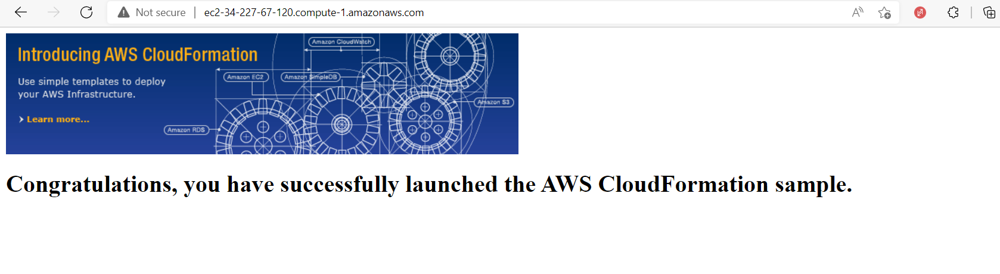 Not secure | ec2-34-227-67-120.compute-1.amazonaws.com
Introducing AWS CloudFormation
Use simple templates to deploy
your AWS Infrastructure.
Learn more...
Amazon CloudWatch
Amazon EC2
Amazon SimpleDB
Amazon S3
Amazon RDS
Congratulations, you have successfully launched the AWS CloudFormation sample.